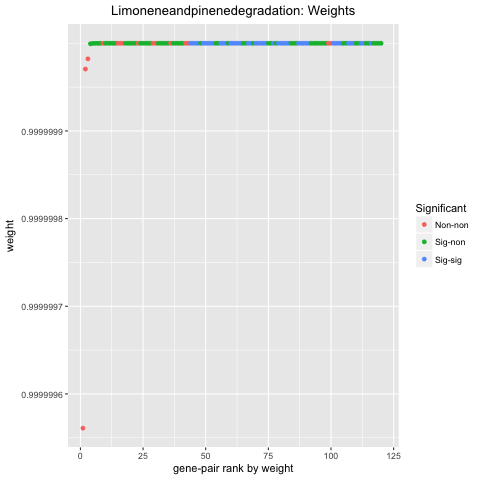 Limoneneandpinenedegradation: Weights
weight
0.9999999
0.9999998
0.9999997
0.9999996
0
25
50
75
100
125
gene-pair rank by weight
Significant
Non-non
Sig-non
Sig-sig